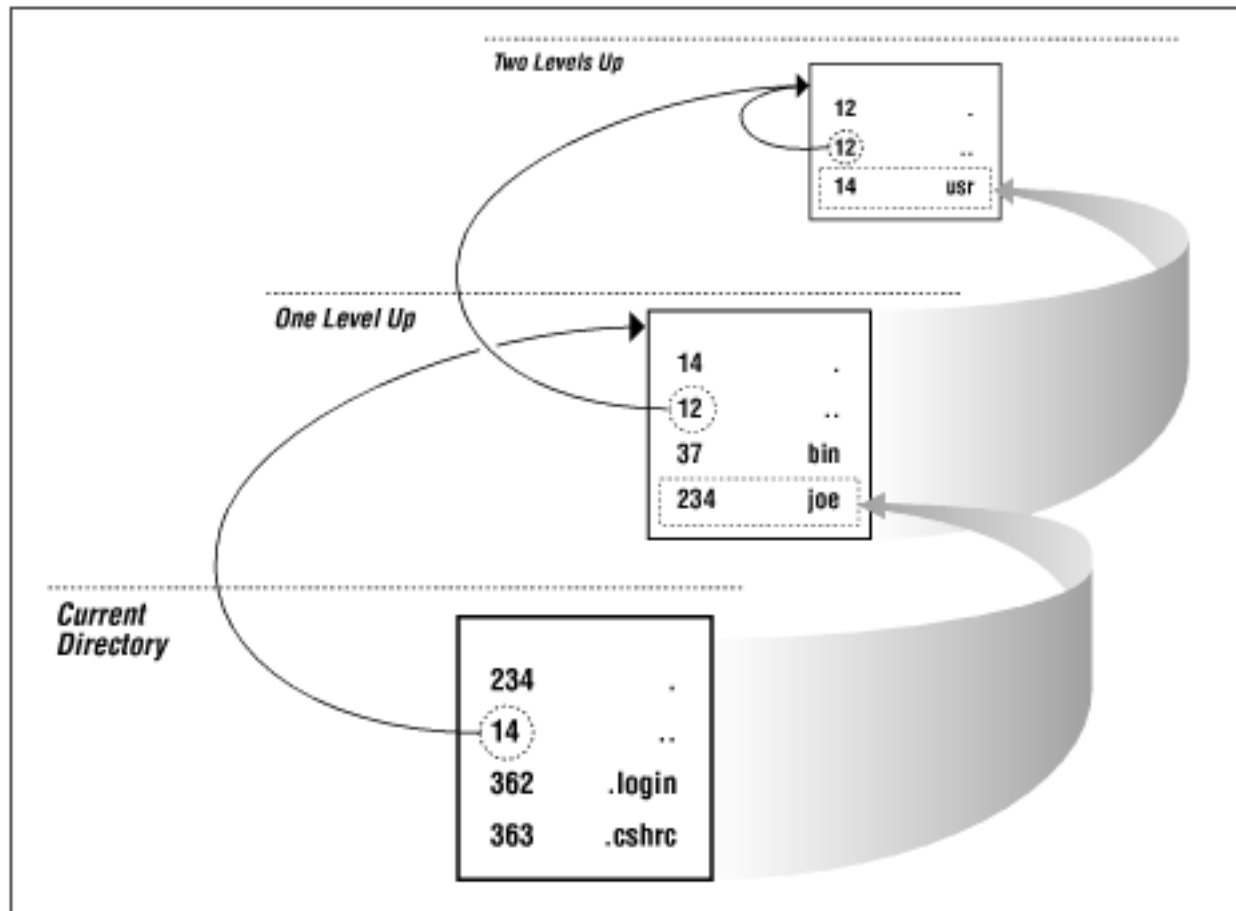 Two Levels Up
12 .
12 ..
14 usr
One Level Up
14 .
12 ..
37 bin
234 joe
Current
Directory
234 .
14 ..
362 .login
363 .cshrc